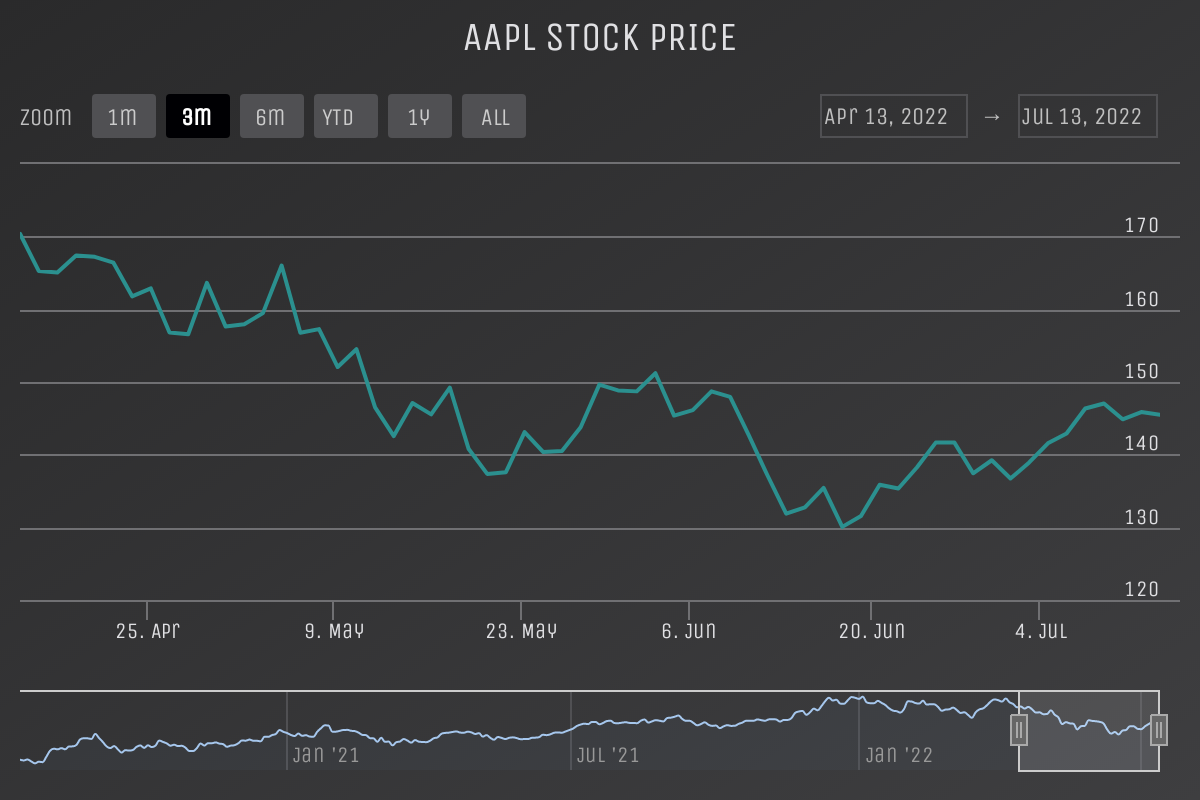 AAPL STOCK PRICE
Zoom 1m 3m 6m YTD 1Y ALL Apr 13, 2022 → Jul 13, 2022
170
160
150
140
130
120
25. Apr 9. May 23. May 6. Jun 20. Jun 4. Jul
Jan '21 Jul '21 Jan '22